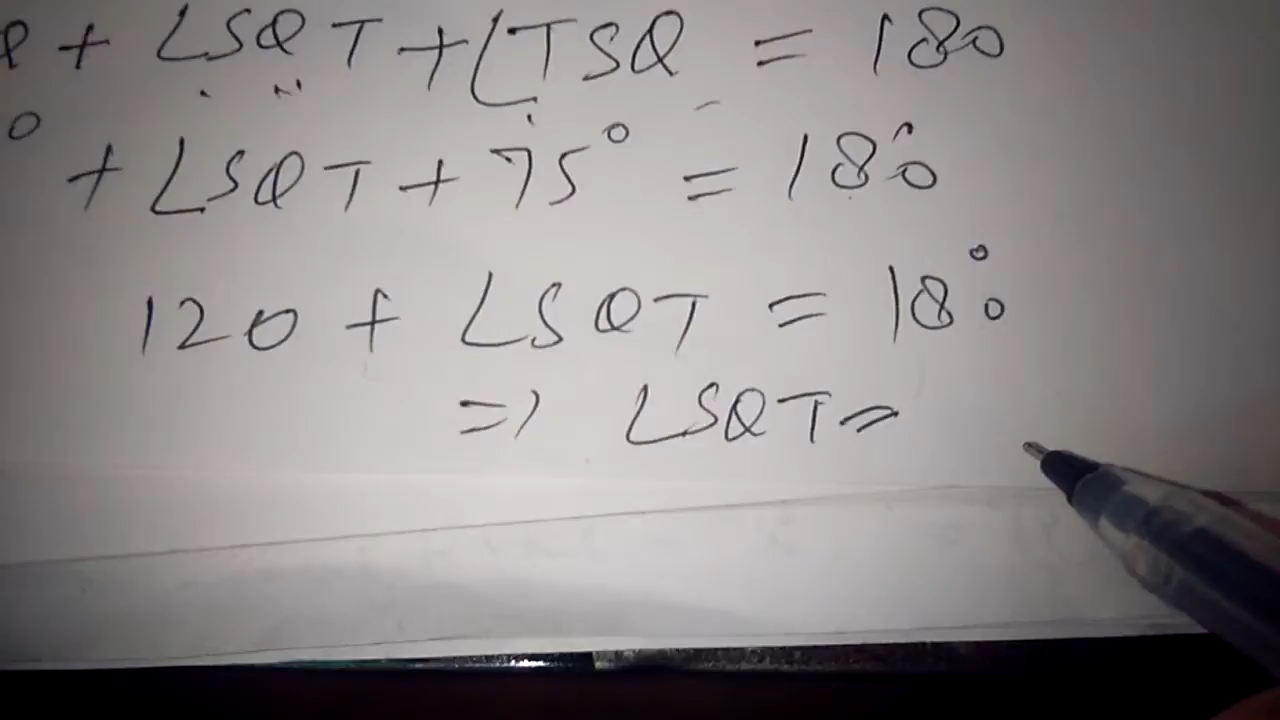 + ∠SQT + ∠TSQ = 180
° + ∠SQT + 75° = 180°
120 + ∠SQT = 180°
=> ∠SQT =